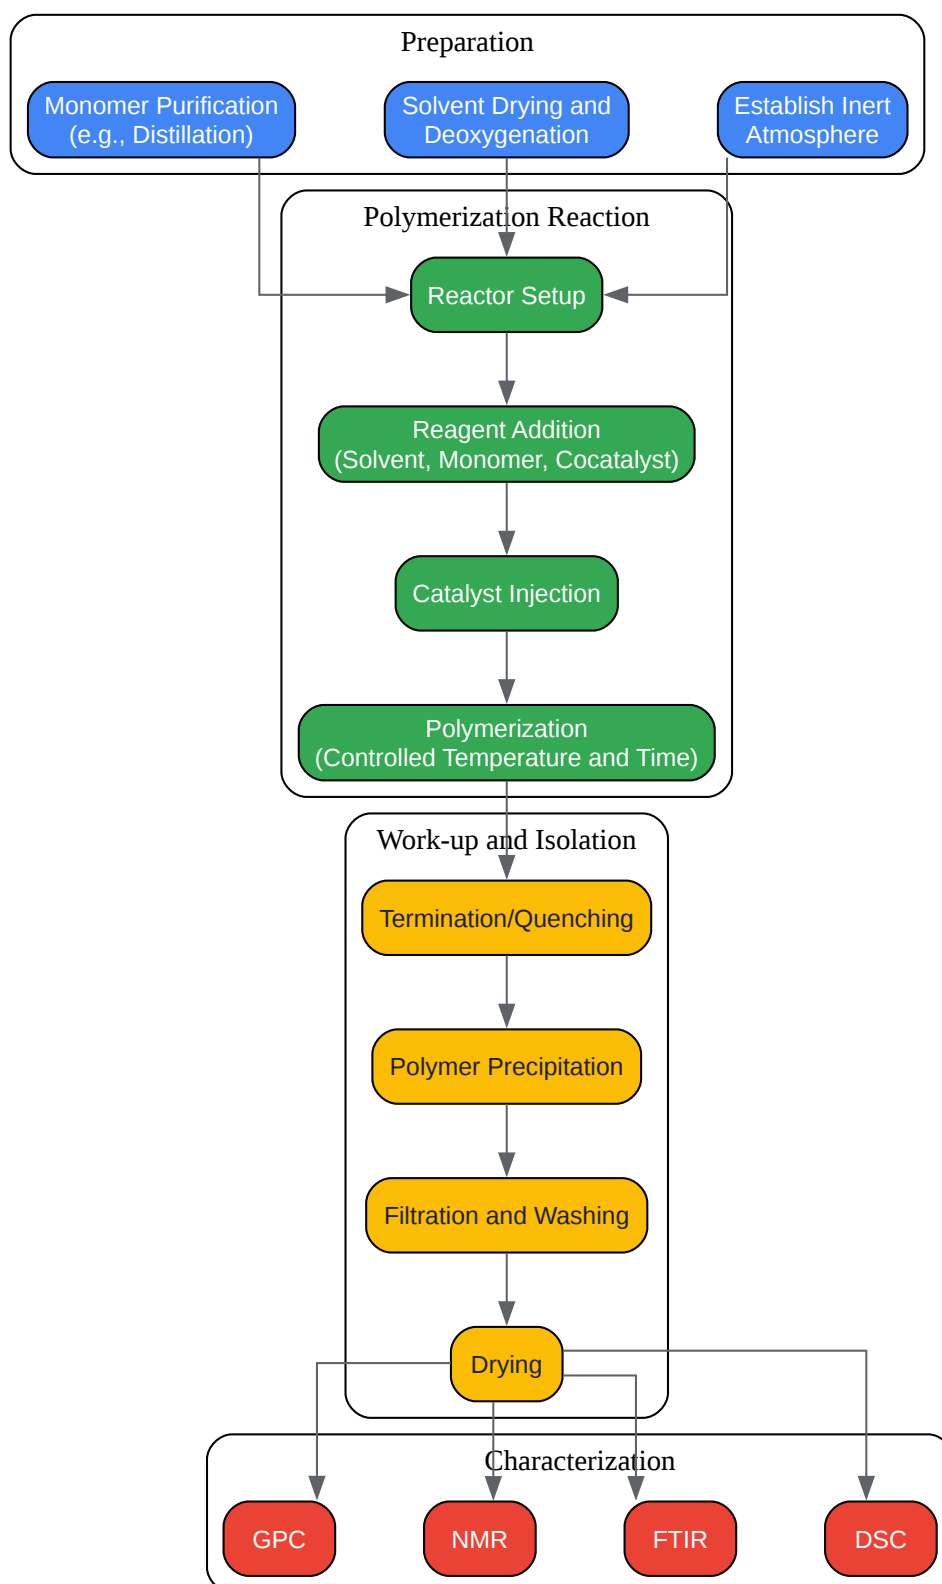 Preparation
Monomer Purification
(e.g., Distillation)
Solvent Drying and
Deoxygenation
Establish Inert
Atmosphere
Polymerization Reaction
Reactor Setup
Reagent Addition
(Solvent, Monomer, Cocatalyst)
Catalyst Injection
Polymerization
(Controlled Temperature and Time)
Work-up and Isolation
Termination/Quenching
Polymer Precipitation
Filtration and Washing
Drying
Characterization
GPC
NMR
FTIR
DSC